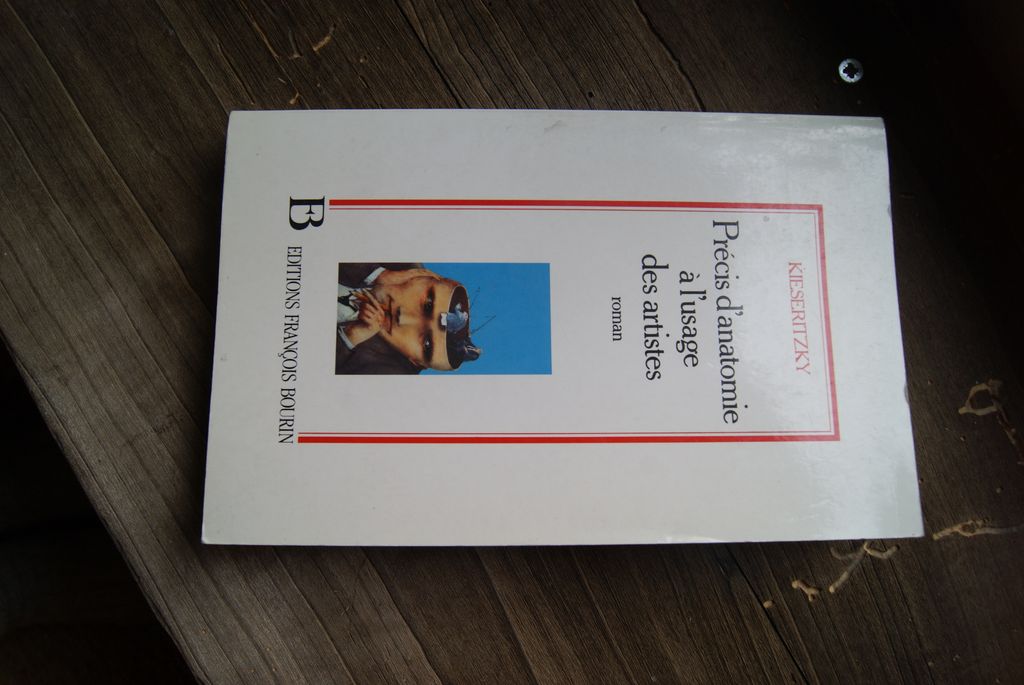 KIESERITZKY
Précis d'anatomie
à l'usage
des artistes
roman
B EDITIONS FRANÇOIS BOURIN